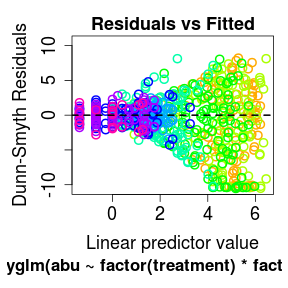 Residuals vs Fitted
Dunn-Smyth Residuals
10
5
0
-10
0
2
4
6
Linear predictor value
yglm(abu ~ factor(treatment) * fact